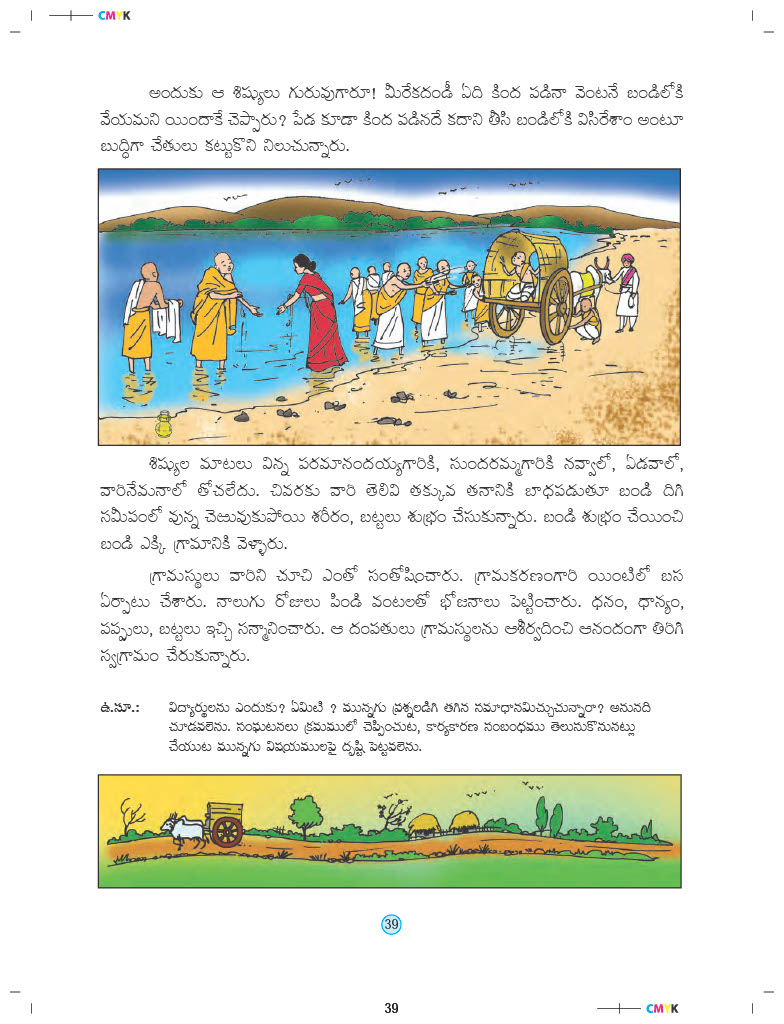 CMYK
అందుకు ఆ శిష్యులు గురువుగారూ! మీరేకదండీ ఏది కింద పడినా వెంటనే బండిలోకి
వేయమని యిందాకే చెప్పారు? పేడ కూడా కింద పడినదే కదాని తీసి బండిలోకి విసిరేశాం అంటూ
బుద్ధిగా చేతులు కట్టుకొని నిలుచున్నారు.
శిష్యుల మాటలు విన్న పరమానందయ్యగారికి, సుందరమ్మగారికి నవ్వాలో, ఏడవాలో,
వారినేమనాలో తోచలేదు. చివరకు వారి తెలివి తక్కువ తనానికి బాధపడుతూ బండి దిగి
సమీపంలో వున్న చెఱువుకుపోయి శరీరం, బట్టలు శుభ్రం చేసుకున్నారు. బండి శుభ్రం చేయించి
బండి ఎక్కి గ్రామానికి వెళ్ళారు.
గ్రామస్థులు వారిని చూచి ఎంతో సంతోషించారు. గ్రామకరణంగారి యింటిలో బస
ఏర్పాటు చేశారు. నాలుగు రోజులు పిండి వంటలతో భోజనాలు పెట్టించారు. ధనం, ధాన్యం,
పప్పులు, బట్టలు ఇచ్చి సన్మానించారు. ఆ దంపతులు గ్రామస్థులను ఆశీర్వదించి ఆనందంగా తిరిగి
స్వగ్రామం చేరుకున్నారు.
ఉ.సూ.: విద్యార్థులను ఎందుకు? ఏమిటి ? మున్నగు ప్రశ్నలడిగి తగిన సమాధానమిచ్చుచున్నారా? అనునది
చూడవలెను. సంఘటనలు క్రమములో చెప్పించుట, కార్యకారణ సంబంధము తెలుసుకొనునట్లు
చేయుట మున్నగు విషయములపై దృష్టి పెట్టవలెను.
39
39
CMYK